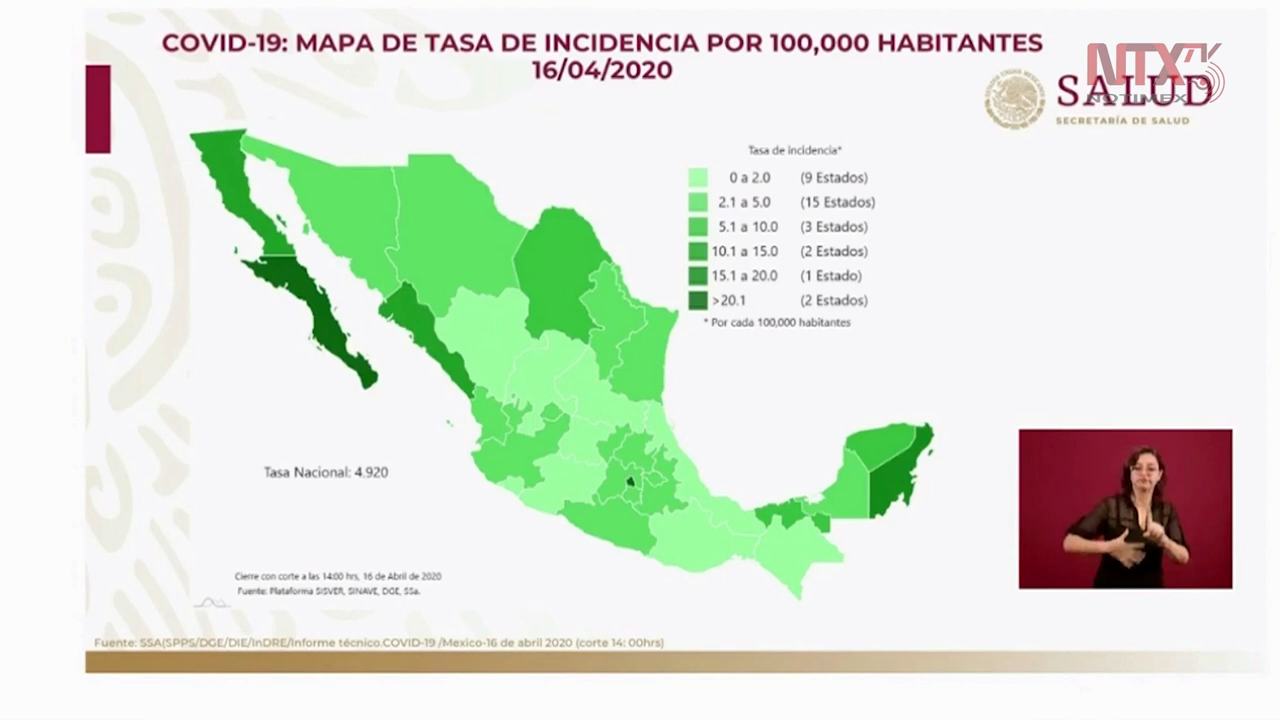 COVID-19: MAPA DE TASA DE INCIDENCIA POR 100,000 HABITANTES
16/04/2020
NTX
NOTIMEX
SALUD
SECRETARÍA DE SALUD
Tasa de incidencia*
0 a 2.0 (9 Estados)
2.1 a 5.0 (15 Estados)
5.1 a 10.0 (3 Estados)
10.1 a 15.0 (2 Estados)
15.1 a 20.0 (1 Estado)
>20.1 (2 Estados)
* Por cada 100,000 habitantes
Tasa Nacional: 4.920
Cierre con corte a las 14:00 hrs, 16 de Abril de 2020
Fuente: Plataforma SISVER, SINAVE, DGE, SSa.
Fuente: SSA(SPPS/DGE/DIE/InDRE/Informe técnico.COVID-19 /Mexico-16 de abril 2020 (corte 14: 00hrs)